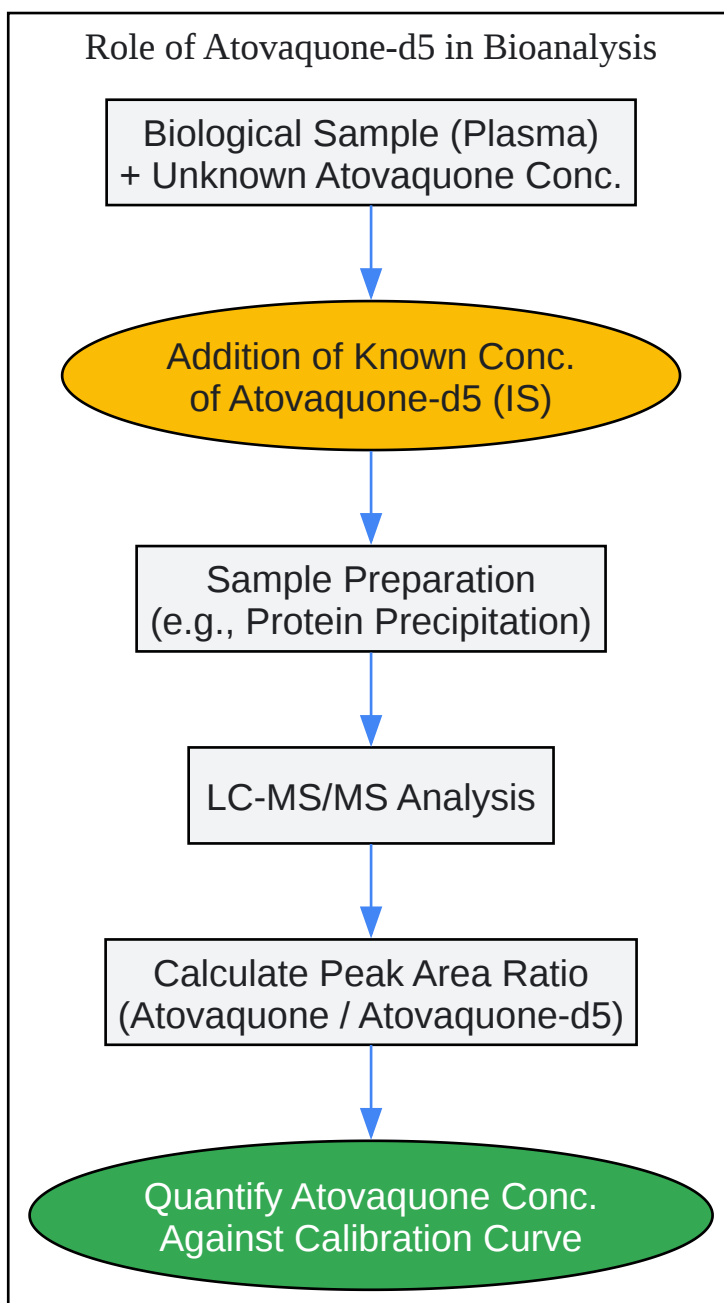 Role of Atovaquone-d5 in Bioanalysis
Biological Sample (Plasma)
+ Unknown Atovaquone Conc.
Addition of Known Conc.
of Atovaquone-d5 (IS)
Sample Preparation
(e.g., Protein Precipitation)
LC-MS/MS Analysis
Calculate Peak Area Ratio
(Atovaquone / Atovaquone-d5)
Quantify Atovaquone Conc.
Against Calibration Curve